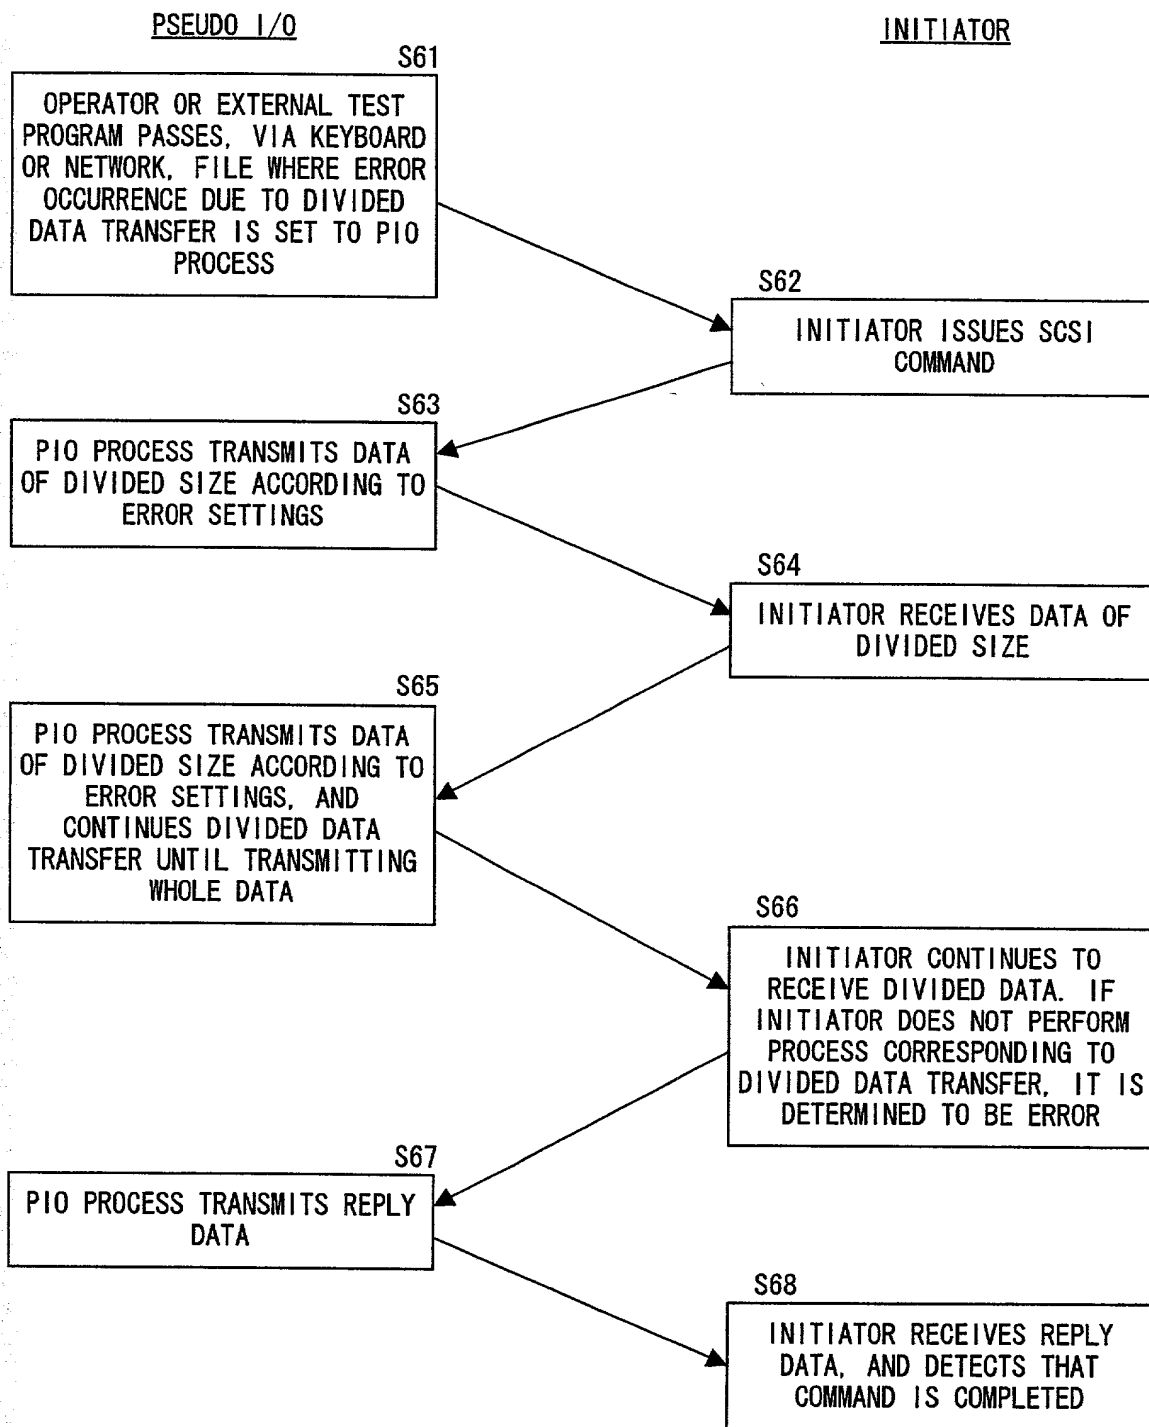 PSEUDO I/O
INITIATOR
S61
OPERATOR OR EXTERNAL TEST
PROGRAM PASSES, VIA KEYBOARD
OR NETWORK, FILE WHERE ERROR
OCCURRENCE DUE TO DIVIDED
DATA TRANSFER IS SET TO PIO
PROCESS
S62
INITIATOR ISSUES SCSI
COMMAND
S63
PIO PROCESS TRANSMITS DATA
OF DIVIDED SIZE ACCORDING TO
ERROR SETTINGS
S64
INITIATOR RECEIVES DATA OF
DIVIDED SIZE
S65
PIO PROCESS TRANSMITS DATA
OF DIVIDED SIZE ACCORDING TO
ERROR SETTINGS, AND
CONTINUES DIVIDED DATA
TRANSFER UNTIL TRANSMITTING
WHOLE DATA
S66
INITIATOR CONTINUES TO
RECEIVE DIVIDED DATA. IF
INITIATOR DOES NOT PERFORM
PROCESS CORRESPONDING TO
DIVIDED DATA TRANSFER, IT IS
DETERMINED TO BE ERROR
S67
PIO PROCESS TRANSMITS REPLY
DATA
S68
INITIATOR RECEIVES REPLY
DATA, AND DETECTS THAT
COMMAND IS COMPLETED